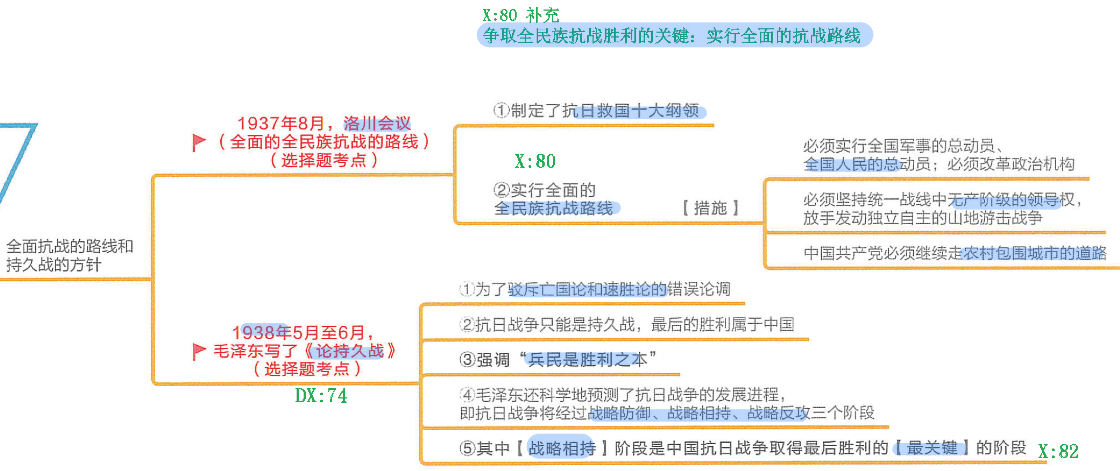 X:80 补充
争取全民族抗战胜利的关键：实行全面的抗战路线
1937年8月，洛川会议
（全面的全民族抗战的路线）
（选择题考点）
①制定了抗日救国十大纲领
X:80
②实行全面的
全民族抗战路线
【措施】
必须实行全国军事的总动员、
全国人民的总动员；必须改革政治机构
必须坚持统一战线中无产阶级的领导权，
放手发动独立自主的山地游击战争
中国共产党必须继续走农村包围城市的道路
全面抗战的路线和
持久战的方针
1938年5月至6月，
毛泽东写了《论持久战》
（选择题考点）
DX:74
①为了驳斥亡国论和速胜论的错误论调
②抗日战争只能是持久战，最后的胜利属于中国
③强调“兵民是胜利之本”
④毛泽东还科学地预测了抗日战争的发展进程，
即抗日战争将经过战略防御、战略相持、战略反攻三个阶段
⑤其中【战略相持】阶段是中国抗日战争取得最后胜利的【最关键】的阶段
X:82